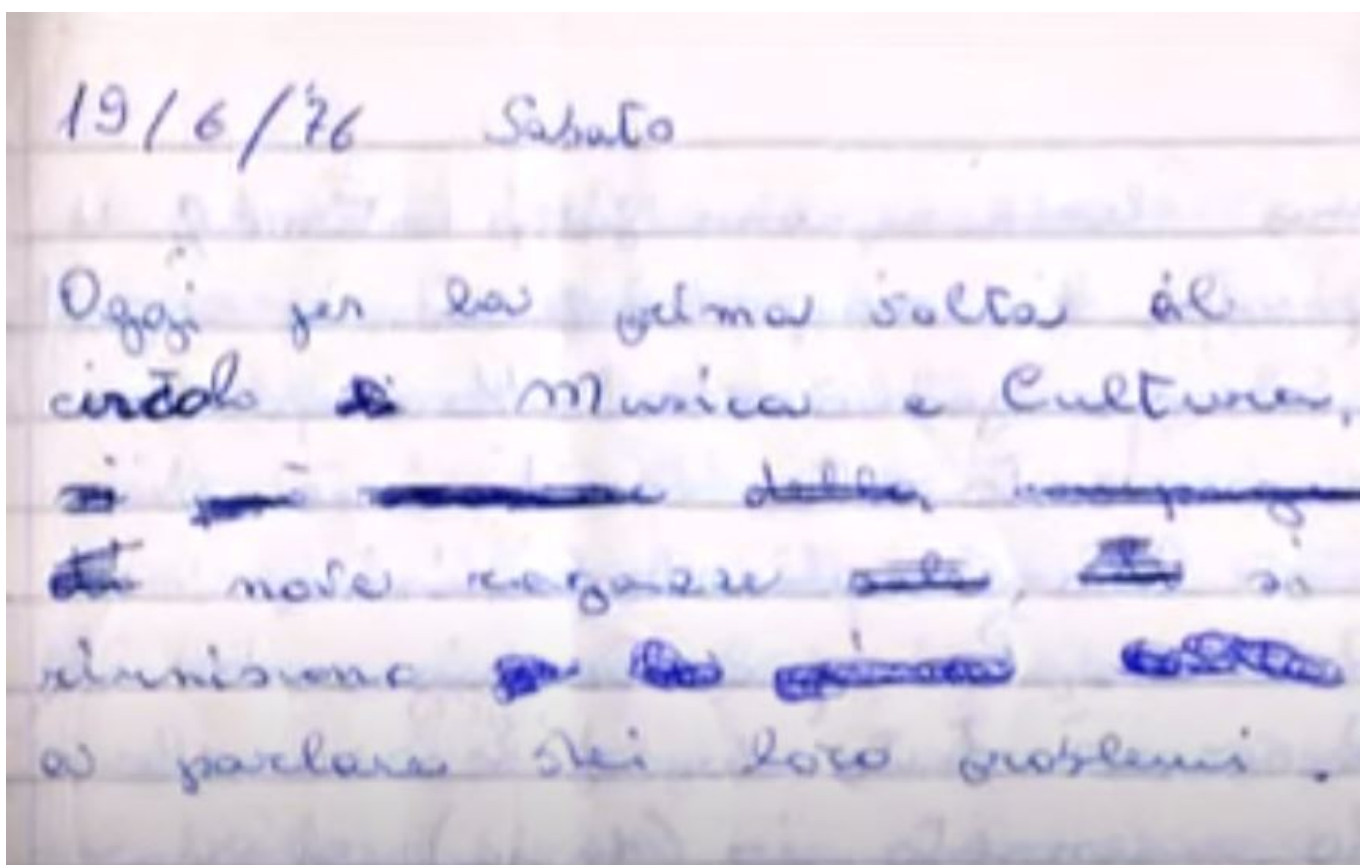 19/6/'76 Sabato
Oggi per la prima volta al
circolo Musica e Cultura,
nove ragazze, si
riuniscono
a parlare dei loro problemi.